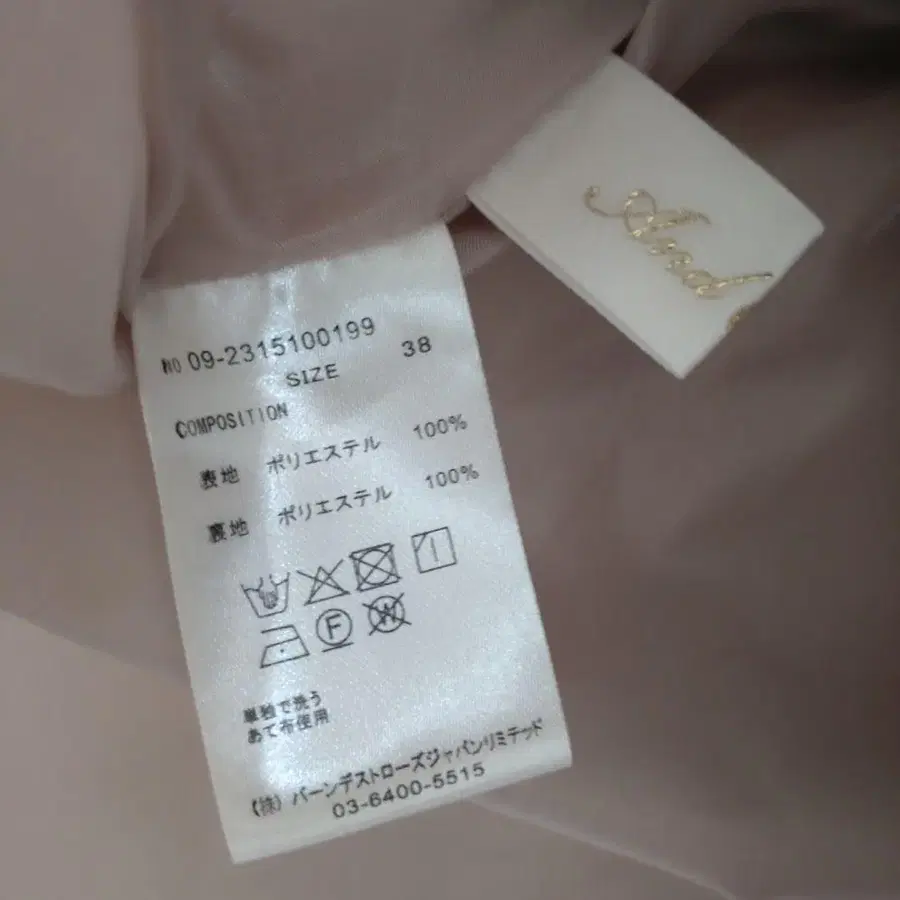 And
NO 09-2315100199
SIZE 38
COMPOSITION
表地 ポリエステル 100%
裏地 ポリエステル 100%
F W
単独で洗う
あて布使用
(株) バーンデストローズジャパンリミテッド
03-6400-5515